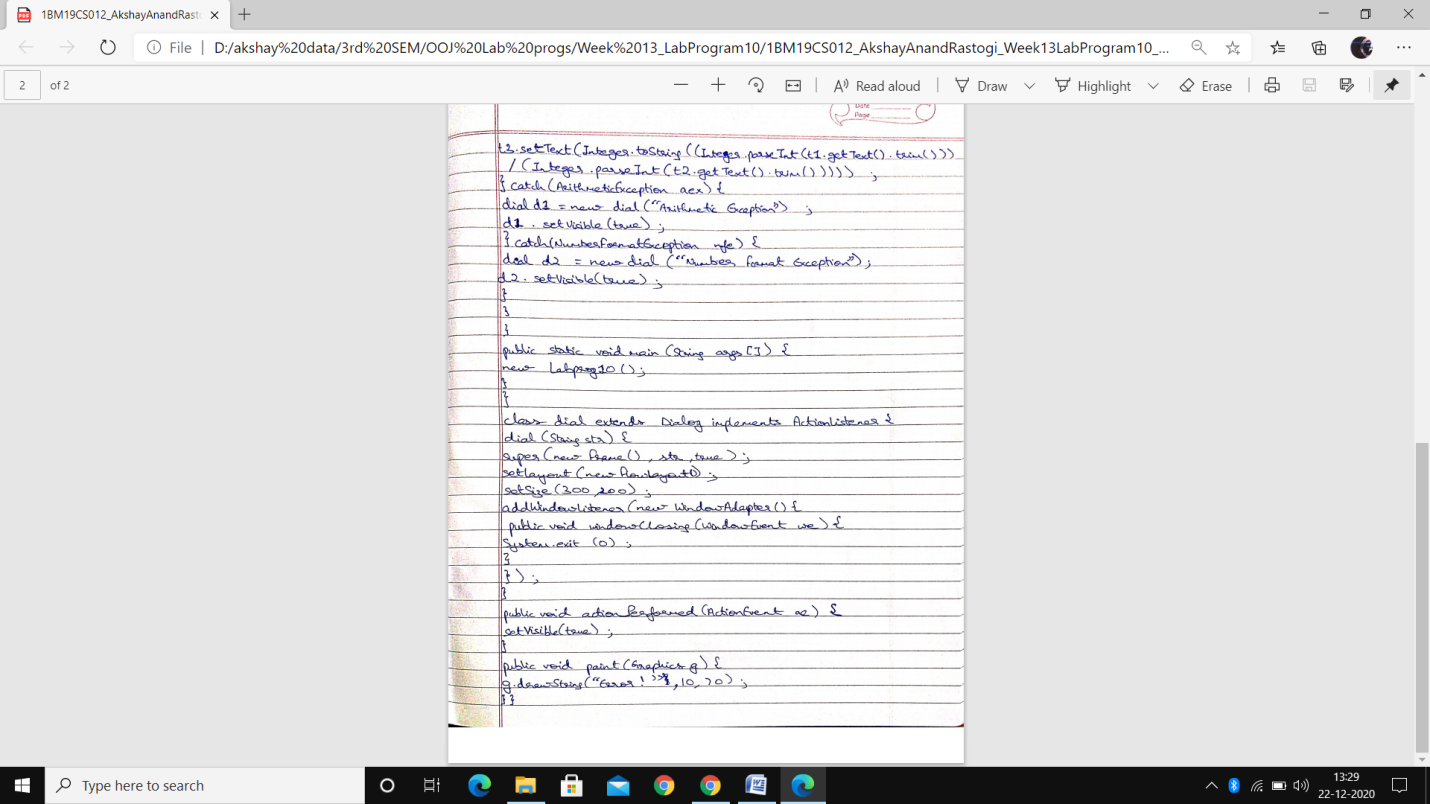 1BM19CS012_AkshayAnandRast
File
D:/akshay%20data/3rd%20SEM/OOJ%20Lab%20progs/Week%2013_LabProgram10/1BM19CS012_AkshayAnandRastogi_Week13LabProgram10_...
2 of 2
Read aloud
Draw
Highlight
Erase
Date
Page
t3.setText(Integer.toString((Integer.parseInt(t1.getText().trim()))
/(Integer.parseInt(t2.getText().trim())))) ;
} catch(ArithmeticException aex) {
dial d1 = new dial ("Arithmetic Exception") ;
d1 . setVisible (true) ;
} catch(NumberFormatException nfe) {
dial d2 = new dial ("Number Format Exception") ;
d2 . setVisible(true) ;
}
}
}
public static void main (String args []) {
new Labprog10 () ;
}
}
class dial extends Dialog implements ActionListener {
dial (String str) {
super (new Frame() , str ,true ) ;
setLayout (new FlowLayout()) ;
setSize (300 ,200) ;
addWindowListener (new WindowAdapter() {
public void windowClosing (WindowEvent we) {
System.exit (0) ;
}
} ) ;
}
public void actionPerformed (ActionEvent ae) {
setVisible(true) ;
}
public void paint (Graphics g) {
g.drawString("Error ! ",10, 70) ;
}}
Type here to search
13:29
22-12-2020